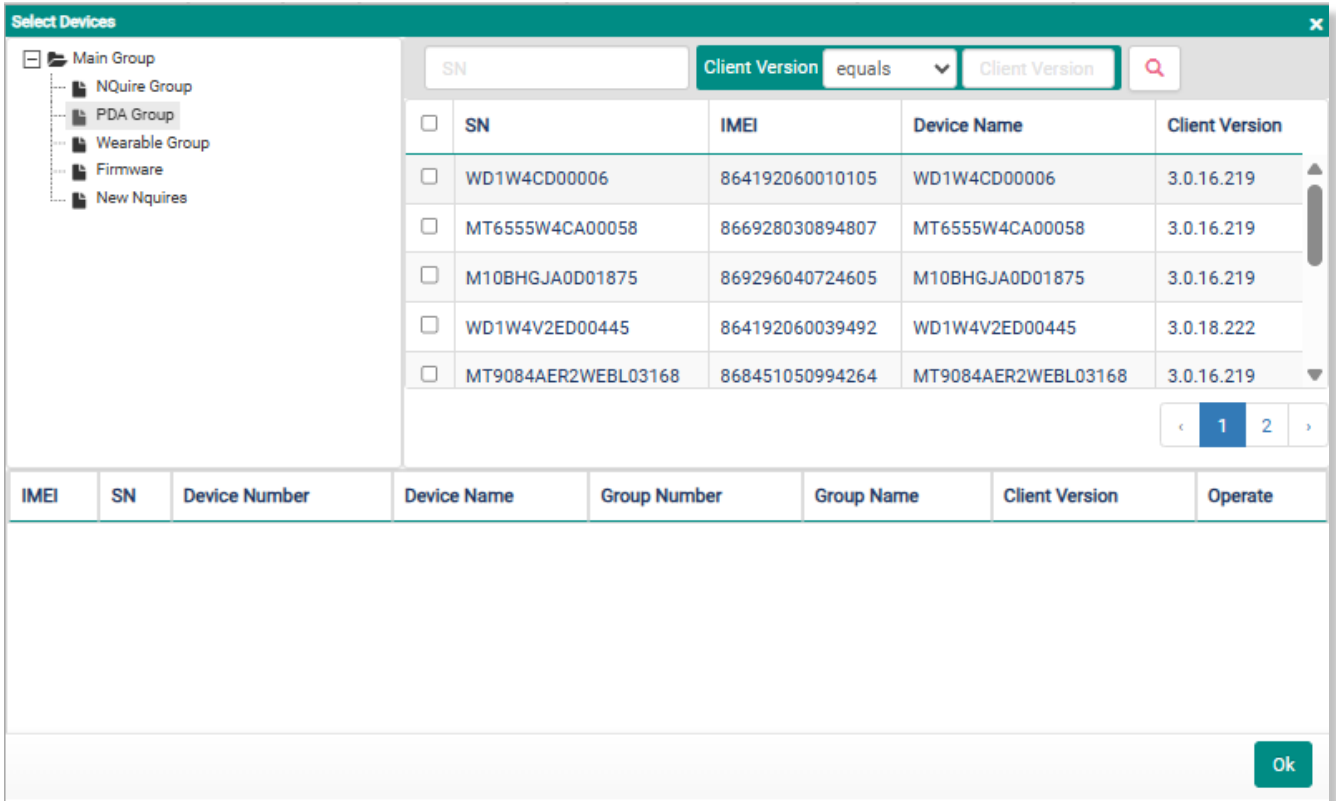 Select Devices
Main Group
NQuire Group
PDA Group
Wearable Group
Firmware
New Nquires
SN Client Version equals Client Version
SN IMEI Device Name Client Version
WD1W4CD00006 864192060010105 WD1W4CD00006 3.0.16.219
MT6555W4CA00058 866928030894807 MT6555W4CA00058 3.0.16.219
M10BHGJA0D01875 869296040724605 M10BHGJA0D01875 3.0.16.219
WD1W4V2ED00445 864192060039492 WD1W4V2ED00445 3.0.18.222
MT9084AER2WEBL03168 868451050994264 MT9084AER2WEBL03168 3.0.16.219
‹ 1 2 ›
IMEI SN Device Number Device Name Group Number Group Name Client Version Operate
Ok